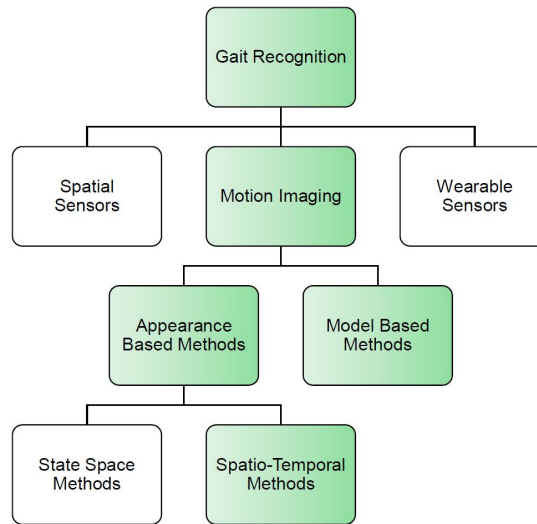 Gait Recognition
Spatial
Sensors
Motion Imaging
Wearable
Sensors
Appearance
Based Methods
Model Based
Methods
State Space
Methods
Spatio-Temporal
Methods